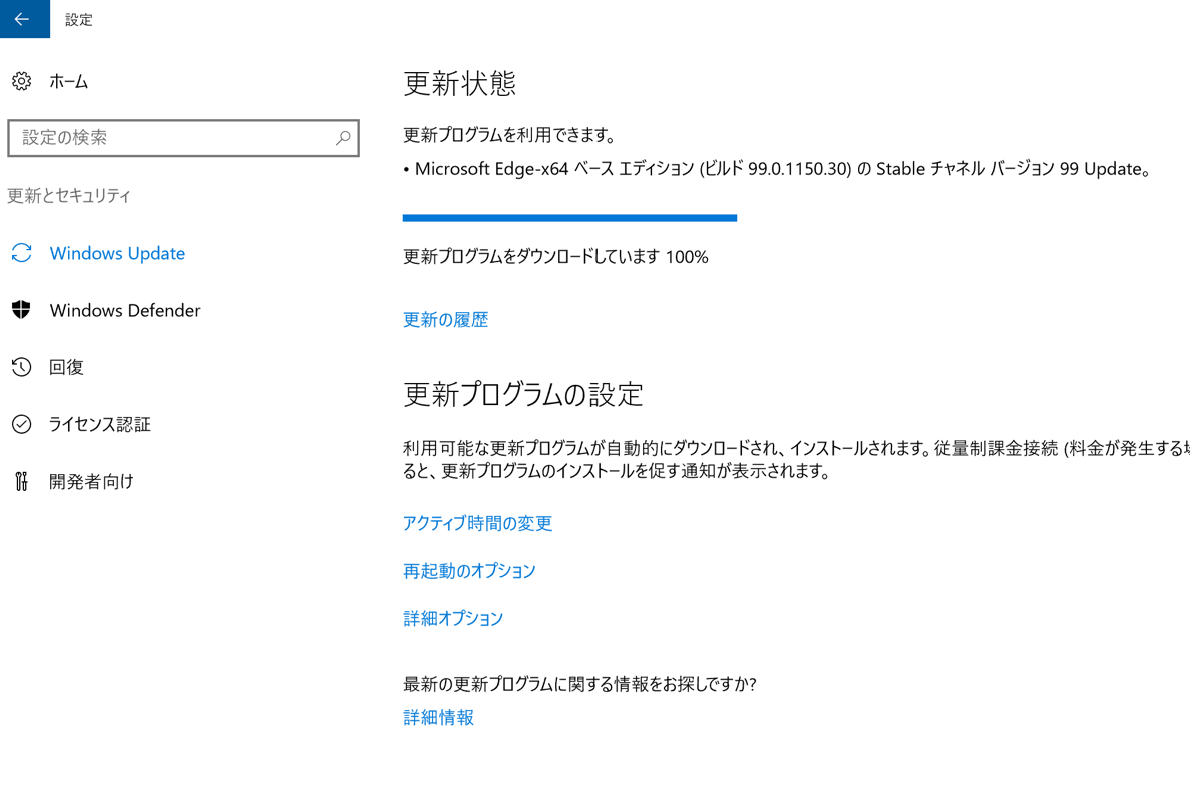 設定
ホーム
設定の検索
更新とセキュリティ
Windows Update
Windows Defender
回復
ライセンス認証
開発者向け
更新状態
更新プログラムを利用できます。
• Microsoft Edge-x64 ベース エディション (ビルド 99.0.1150.30) の Stable チャネル バージョン 99 Update。
更新プログラムをダウンロードしています 100%
更新の履歴
更新プログラムの設定
利用可能な更新プログラムが自動的にダウンロードされ、インストールされます。従量制課金接続 (料金が発生する
ると、更新プログラムのインストールを促す通知が表示されます。
アクティブ時間の変更
再起動のオプション
詳細オプション
最新の更新プログラムに関する情報をお探しですか?
詳細情報